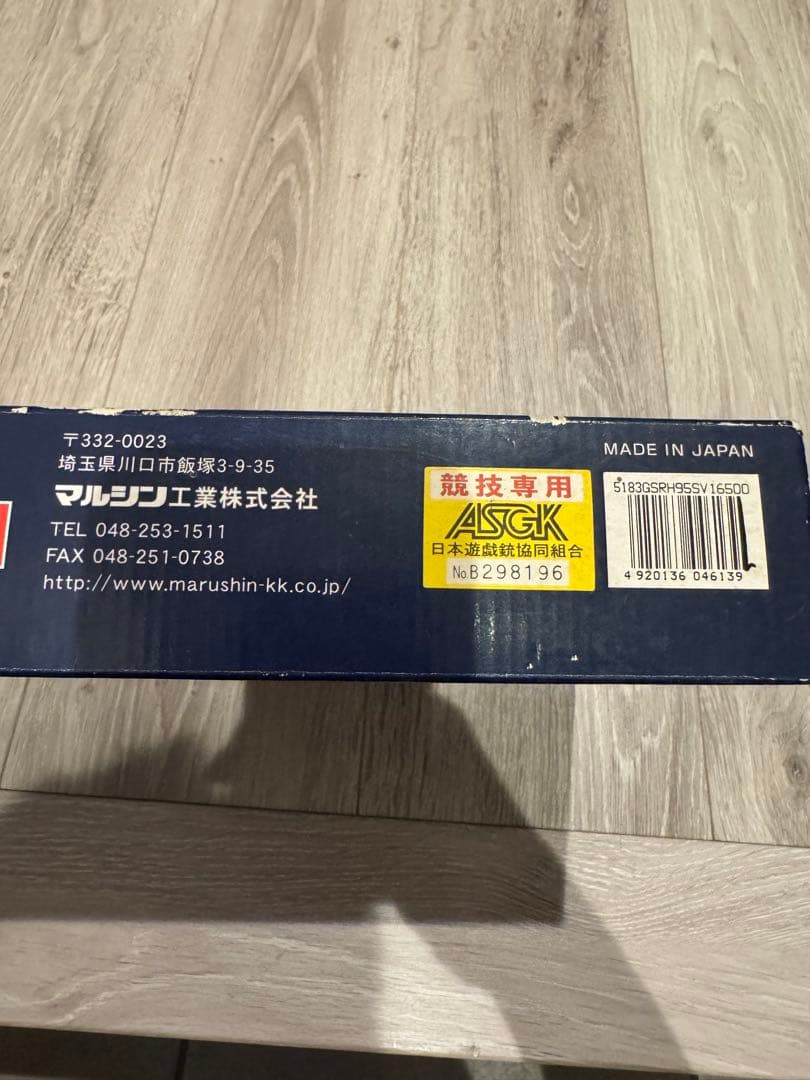 〒332-0023
埼玉県川口市飯塚3-9-35
マルシン工業株式会社
TEL 048-253-1511
FAX 048-251-0738
http://www.marushin-kk.co.jp/
競技専用
ASGK
日本遊戯銃協同組合
No.B298196
MADE IN JAPAN
5183GSRH95SV16500
4 920136 046139